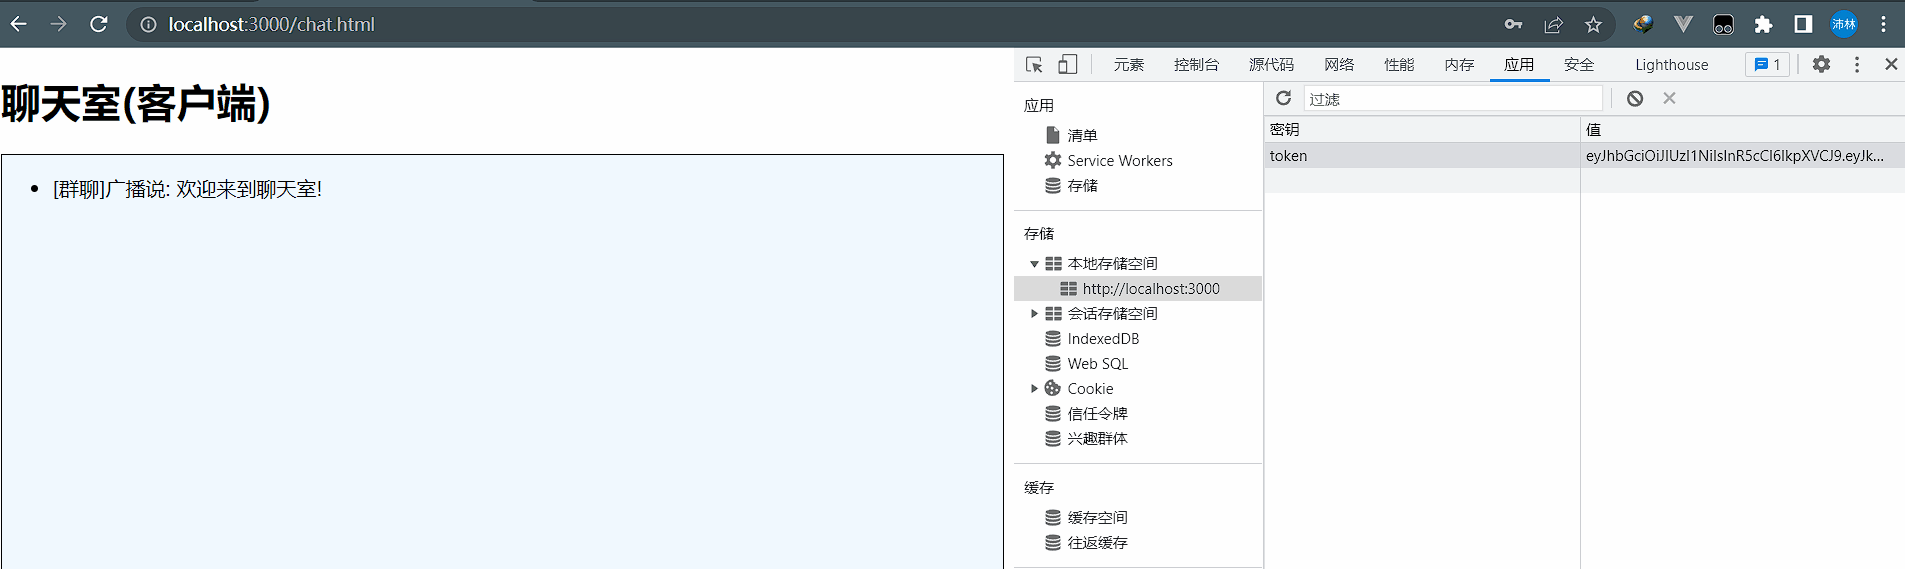 localhost:3000/chat.html
沛林
聊天室(客户端)
[群聊]广播说: 欢迎来到聊天室!
元素 控制台 源代码 网络 性能 内存 应用 安全 Lighthouse 1
应用
清单
Service Workers
存储
存储
本地存储空间
http://localhost:3000
会话存储空间
IndexedDB
Web SQL
Cookie
信任令牌
兴趣群体
缓存
缓存空间
往返缓存
过滤
密钥 值
token eyJhbGciOiJIUzI1NiIsInR5cCI6IkpXVCJ9.eyJk...